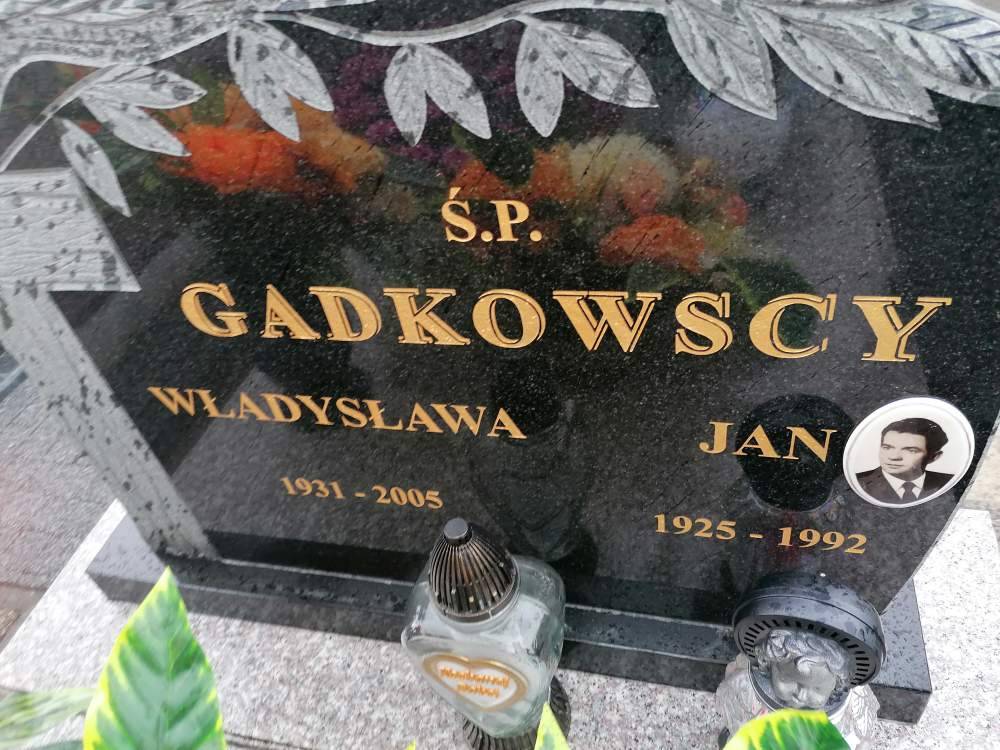 Ś.P.
GADKOWSCY
WŁADYSŁAWA
1931 - 2005
JAN
1925 - 1992